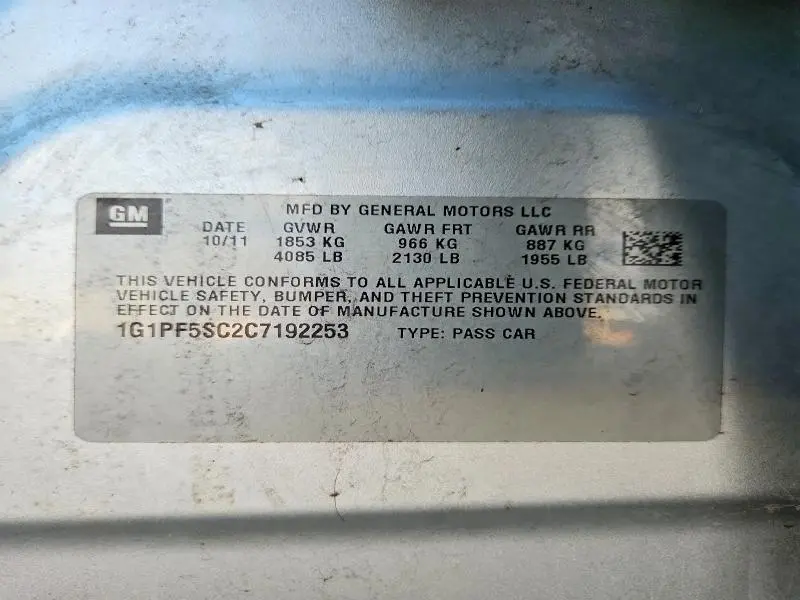 GM
MFD BY GENERAL MOTORS LLC
DATE GVWR GAWR FRT GAWR RR
10/11 1853 KG 966 KG 887 KG
4085 LB 2130 LB 1955 LB
THIS VEHICLE CONFORMS TO ALL APPLICABLE U.S. FEDERAL MOTOR
VEHICLE SAFETY, BUMPER, AND THEFT PREVENTION STANDARDS IN
EFFECT ON THE DATE OF MANUFACTURE SHOWN ABOVE.
1G1PF5SC2C7192253 TYPE: PASS CAR